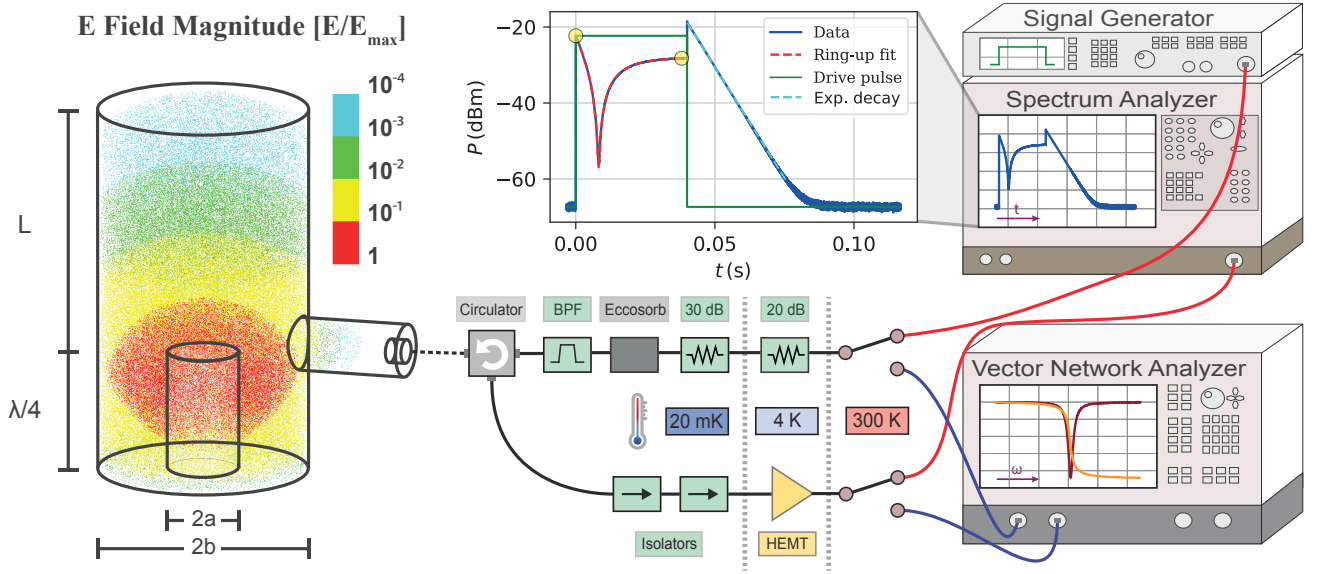 E Field Magnitude [E/E_max]
10^-4
10^-3
10^-2
10^-1
1
L
λ/4
2a
2b
−20
−40
−60
P (dBm)
0.00
0.05
0.10
t (s)
Data
Ring-up fit
Drive pulse
Exp. decay
Signal Generator
Spectrum Analyzer
t
Circulator
BPF
Eccosorb
30 dB
20 dB
20 mK
4 K
300 K
Isolators
HEMT
Vector Network Analyzer
ω